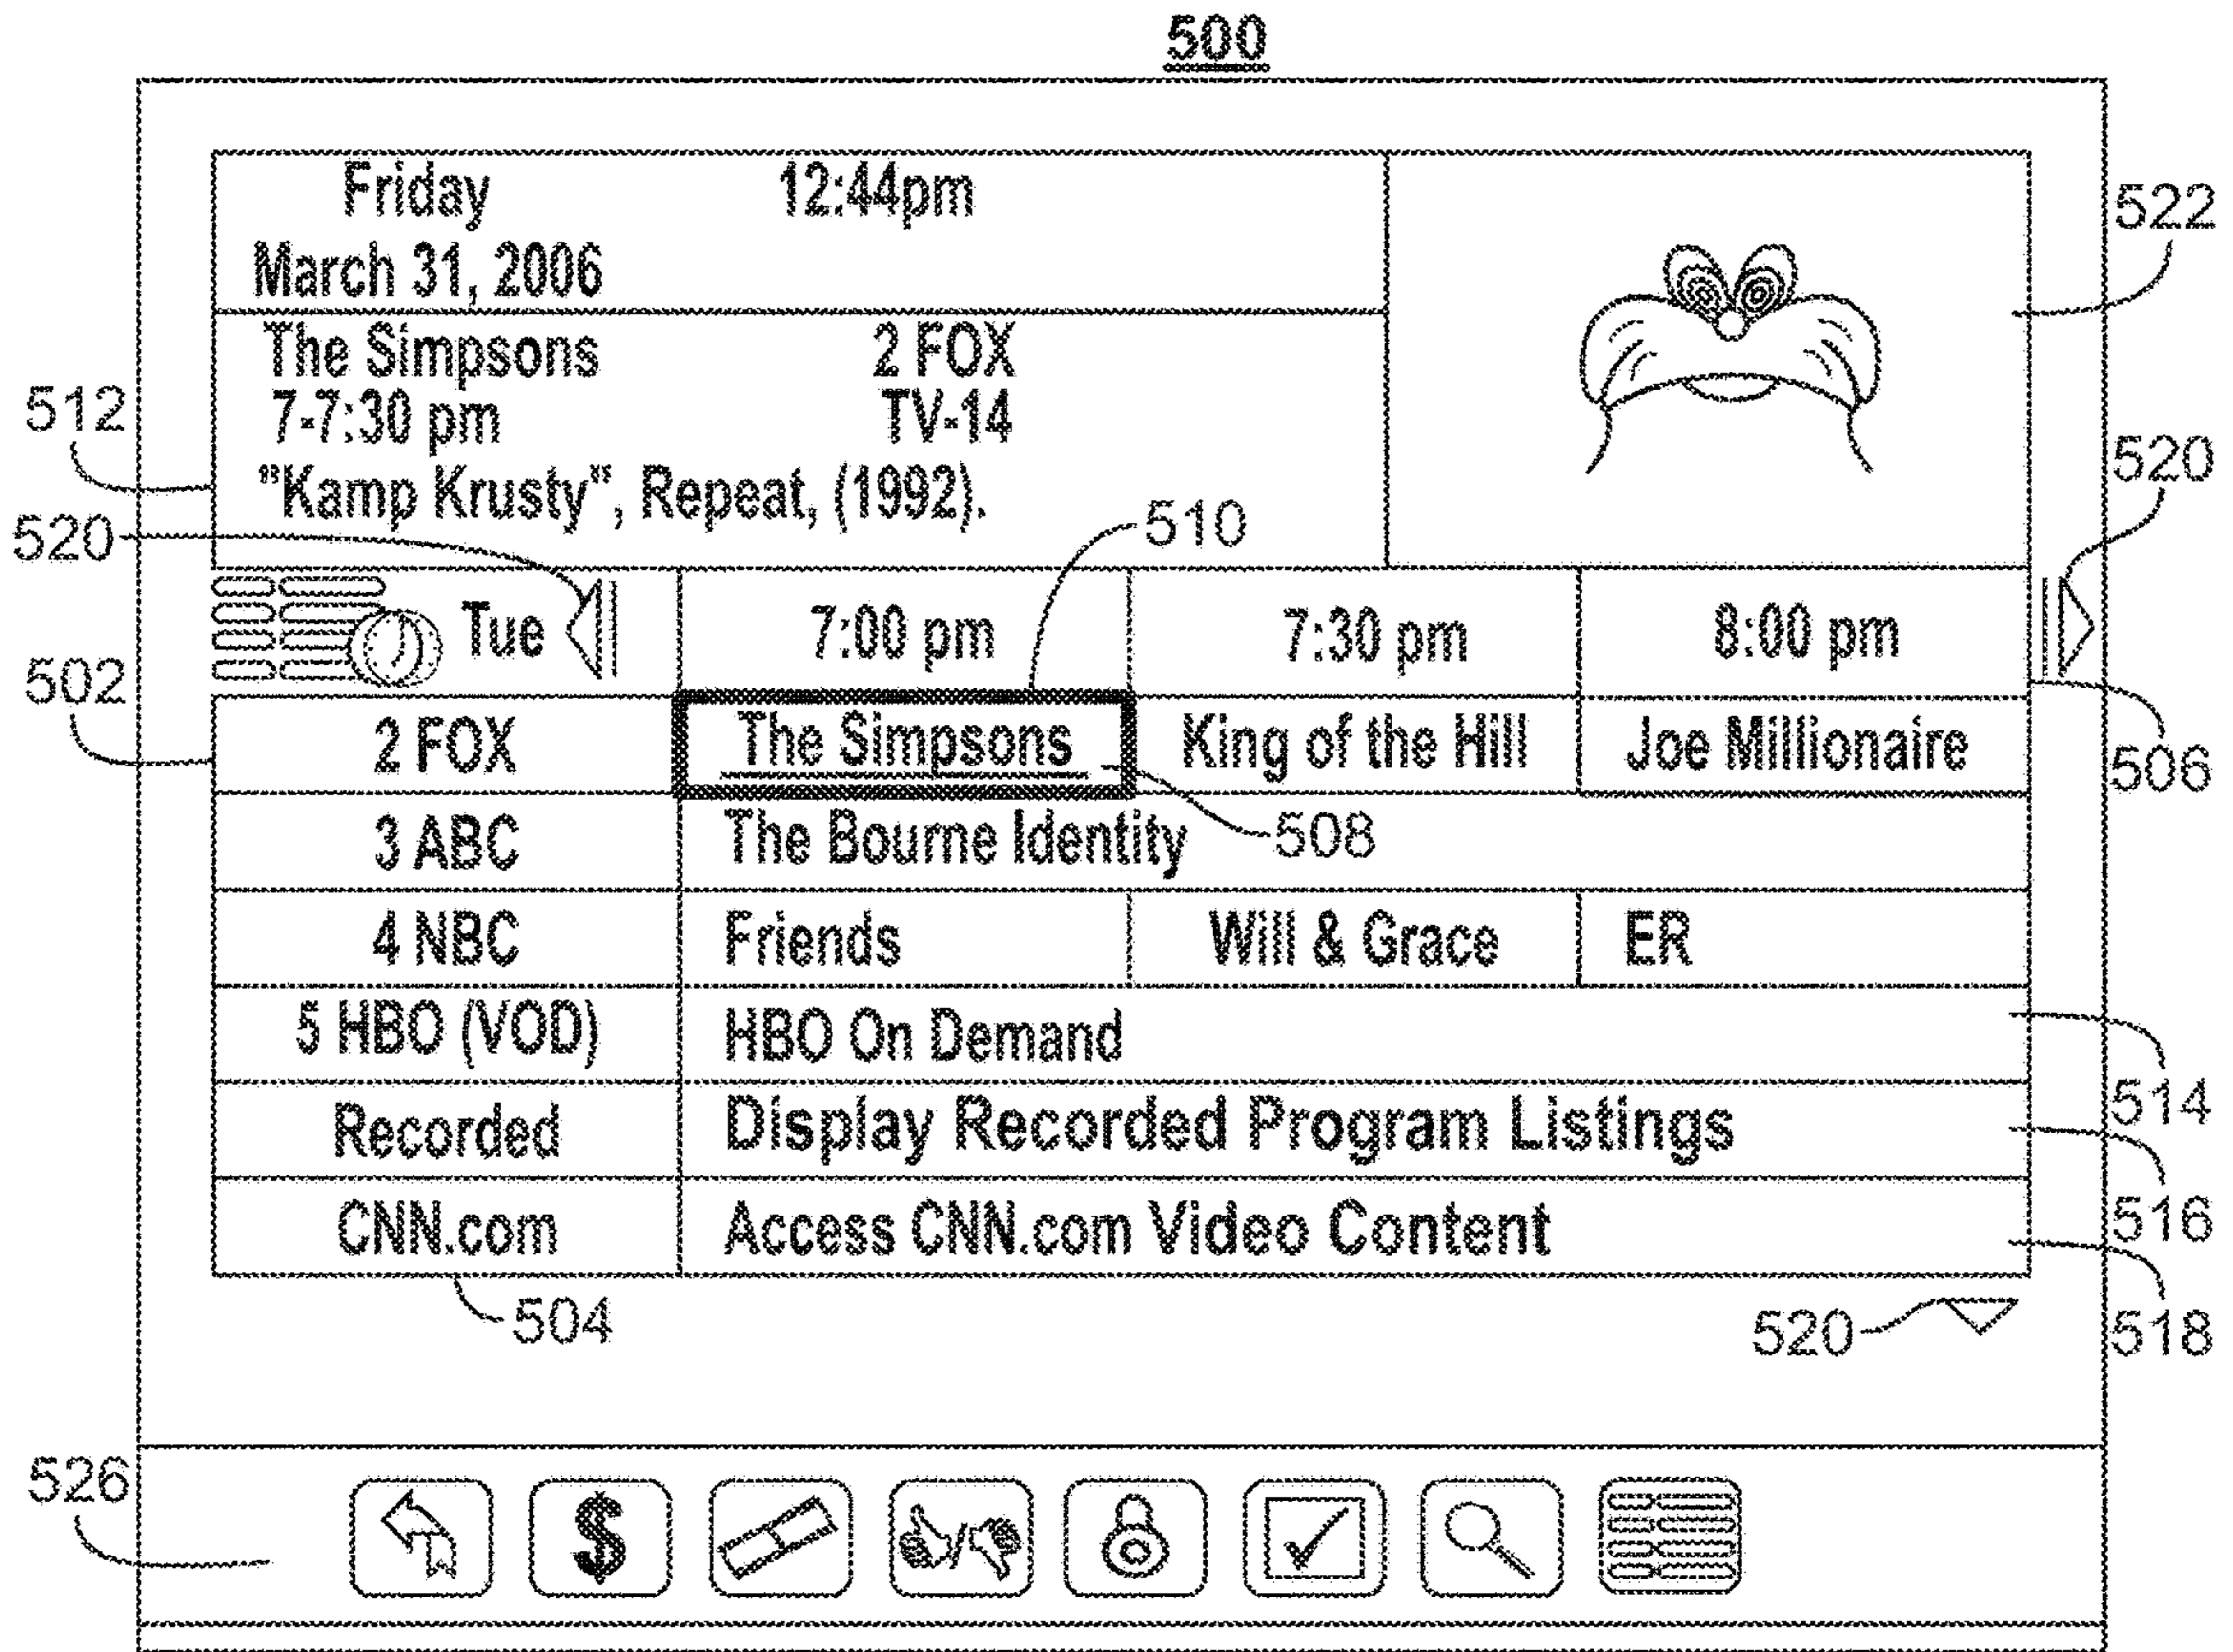 500
Friday 12:44pm
March 31, 2006
522
The Simpsons 2 FOX
512 7-7:30 pm TV-14
520
"Kamp Krusty", Repeat, (1992).
510
520
Tue 7:00 pm 7:30 pm 8:00 pm
502
2 FOX The Simpsons King of the Hill Joe Millionaire
506
3 ABC The Bourne Identity 508
4 NBC Friends Will & Grace ER
5 HBO (VOD) HBO On Demand
514
Recorded Display Recorded Program Listings
516
CNN.com Access CNN.com Video Content
504 520 518
526
$